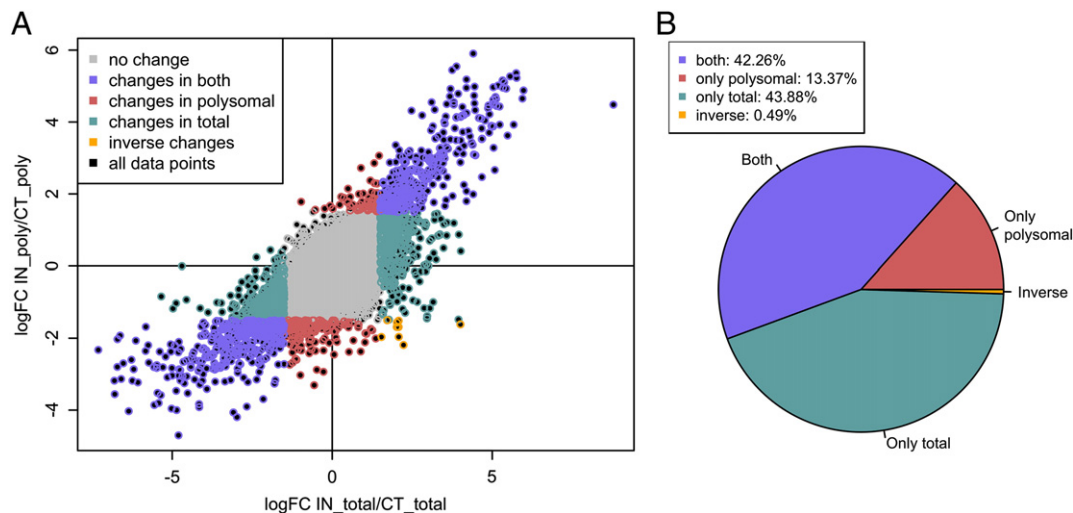 A
no change
changes in both
changes in polysomal
changes in total
inverse changes
all data points
6
4
2
0
-2
-4
logFC IN_poly/CT_poly
-5
0
5
logFC IN_total/CT_total
B
both: 42.26%
only polysomal: 13.37%
only total: 43.88%
inverse: 0.49%
Both
Only
polysomal
Inverse
Only total